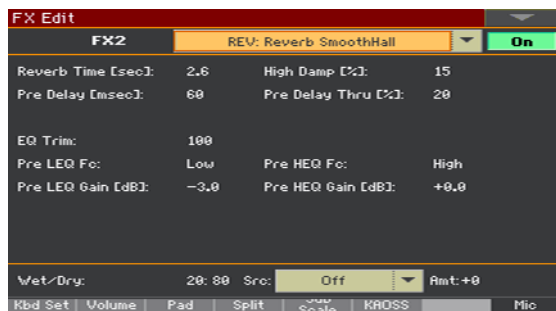 FX Edit
FX2 REV: Reverb SmoothHall On
Reverb Time [sec]: 2.6 High Damp [%]: 15
Pre Delay [msec]: 60 Pre Delay Thru [%]: 20
EQ Trim: 100
Pre LEQ Fc: Low Pre HEQ Fc: High
Pre LEQ Gain [dB]: -3.0 Pre HEQ Gain [dB]: +0.0
Wet/Dry: 20:80 Src: Off Amt:+0
Kbd Set Volume Pad Split Sub Scale KAOSS Mic